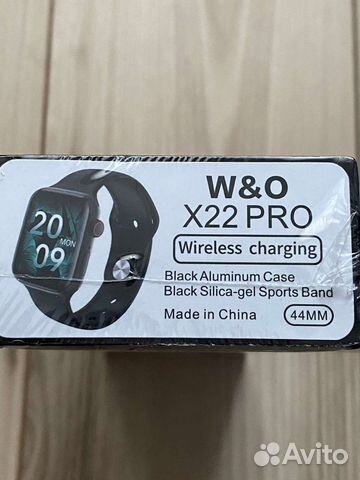 20
MON
09
W&O
X22 PRO
Wireless charging
Black Aluminum Case
Black Silica-gel Sports Band
Made in China
44MM
Avito